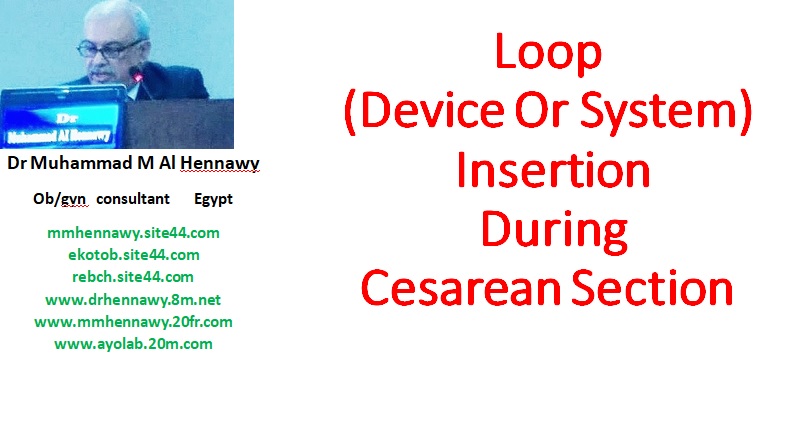 Dr
Muhammad Al Hennawy
Dr Muhammad M Al Hennawy
Ob/gyn consultant Egypt
mmhennawy.site44.com
ekotob.site44.com
rebch.site44.com
www.drhennawy.8m.net
www.mmhennawy.20fr.com
www.ayolab.20m.com
Loop
(Device Or System)
Insertion
During
Cesarean Section